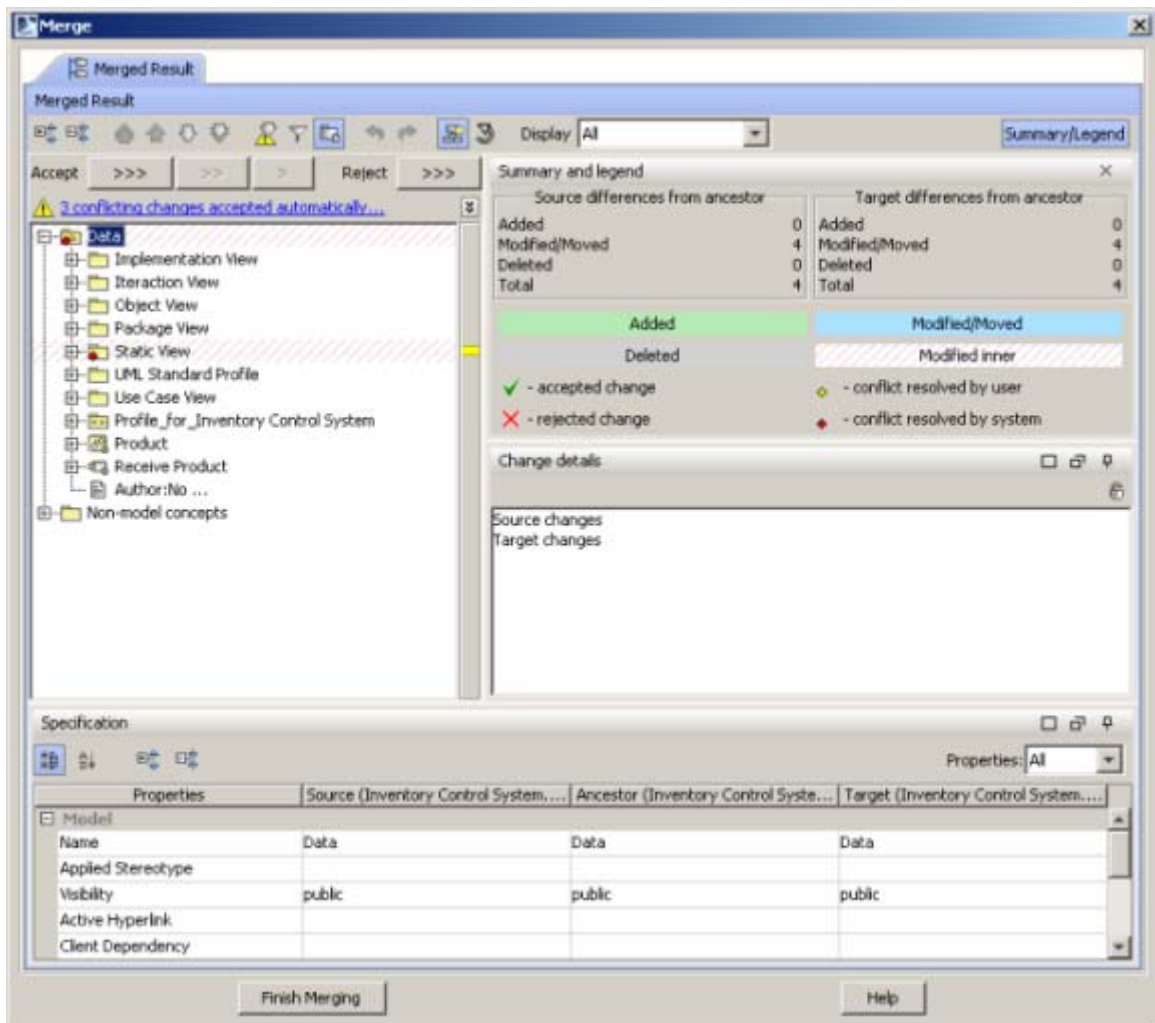 Merge
Merged Result
Merged Result
Display All Summary/Legend
Accept >>> >> > Reject >>>
3 conflicting changes accepted automatically...
Data
Implementation View
Iteraction View
Object View
Package View
Static View
UML Standard Profile
Use Case View
Profile_for_Inventory Control System
Product
Receive Product
Author:No ...
Non-model concepts
Summary and legend
Source differences from ancestor
Added 0
Modified/Moved 4
Deleted 0
Total 4
Target differences from ancestor
Added 0
Modified/Moved 4
Deleted 0
Total 4
Added Modified/Moved
Deleted Modified inner
- accepted change - conflict resolved by user
- rejected change - conflict resolved by system
Change details
Source changes
Target changes
Specification
Properties: All
Properties Source (Inventory Control System.... Ancestor (Inventory Control Syste... Target (Inventory Control System....
Model
Name Data Data Data
Applied Stereotype
Visibility public public public
Active Hyperlink
Client Dependency
Finish Merging Help